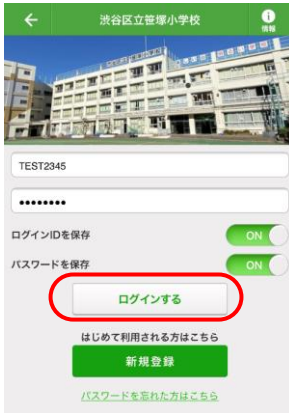 渋谷区立笹塚小学校
情報
TEST2345
••••••••
ログインIDを保存
ON
パスワードを保存
ON
ログインする
はじめて利用される方はこちら
新規登録
パスワードを忘れた方はこちら